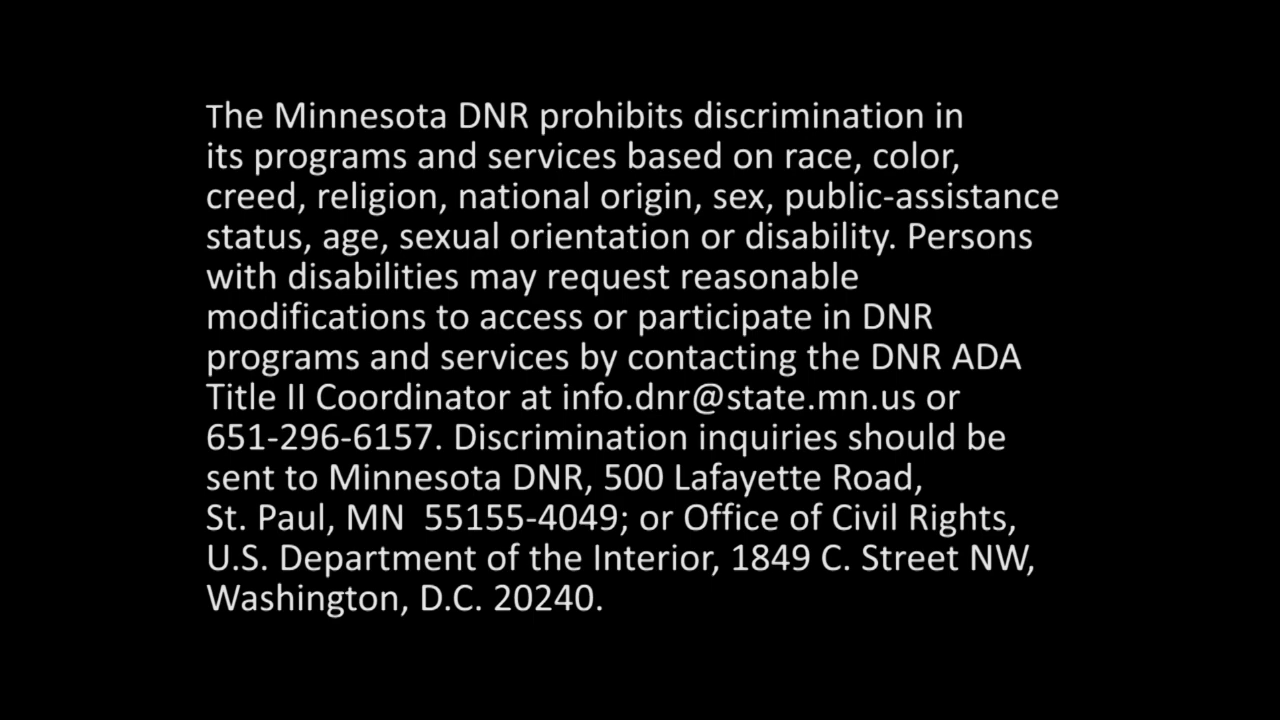 The Minnesota DNR prohibits discrimination in
its programs and services based on race, color,
creed, religion, national origin, sex, public-assistance
status, age, sexual orientation or disability. Persons
with disabilities may request reasonable
modifications to access or participate in DNR
programs and services by contacting the DNR ADA
Title II Coordinator at info.dnr@state.mn.us or
651-296-6157. Discrimination inquiries should be
sent to Minnesota DNR, 500 Lafayette Road,
St. Paul, MN  55155-4049; or Office of Civil Rights,
U.S. Department of the Interior, 1849 C. Street NW,
Washington, D.C. 20240.